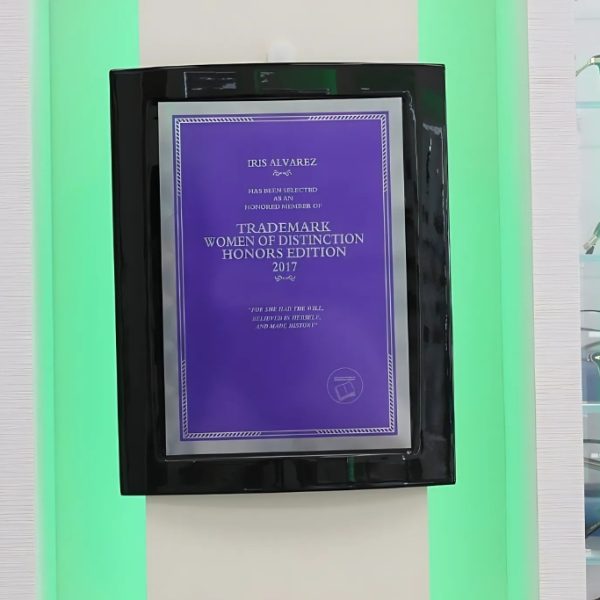 IRIS ALVAREZ
HAS BEEN SELECTED
AS AN
HONORED MEMBER OF
TRADEMARK
WOMEN OF DISTINCTION
HONORS EDITION
2017
"FOR SHE HAD THE WILL,
BELIEVED IN HERSELF,
AND MADE HISTORY"